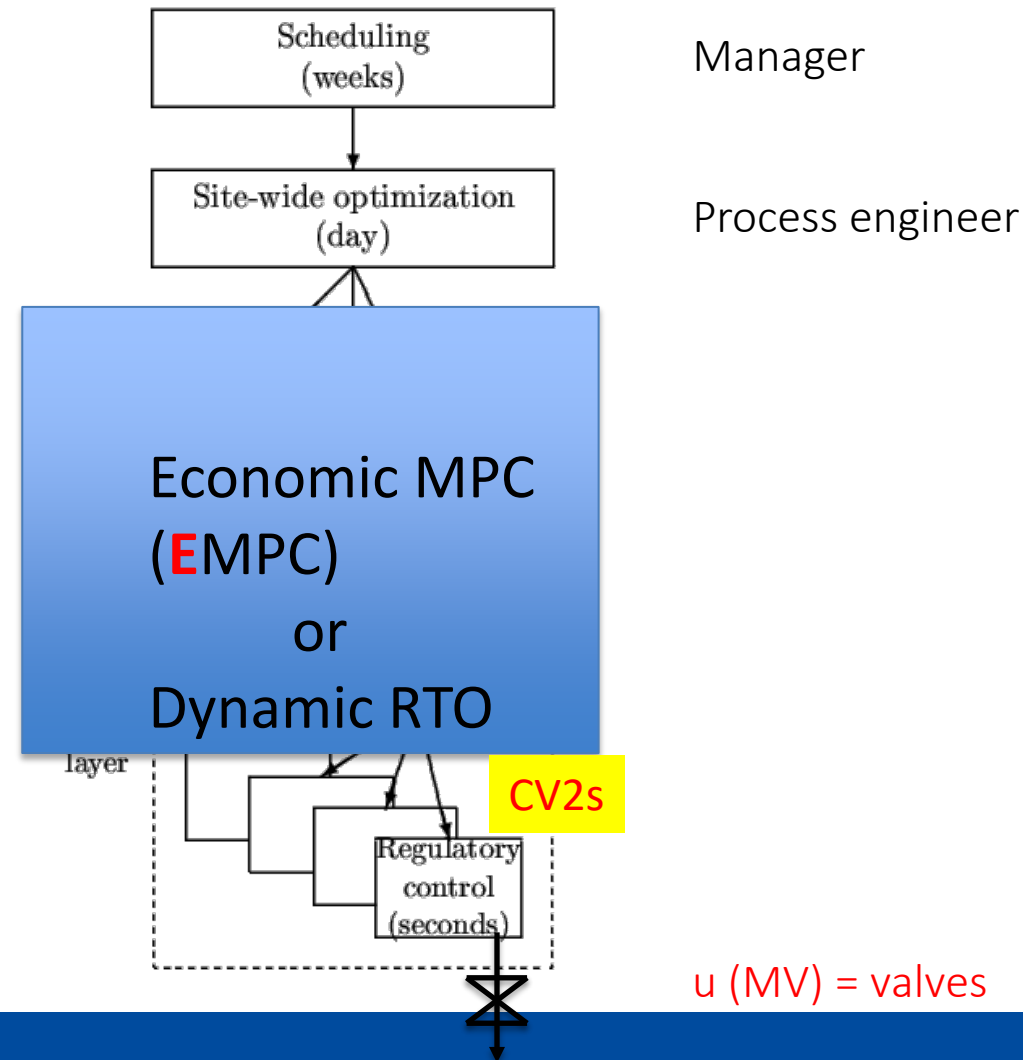 Scheduling
(weeks)
Manager
Site-wide optimization
(day)
Process engineer
Economic MPC
(EMPC)
or
Dynamic RTO
layer
CV2s
Regulatory
control
(seconds)
u (MV) = valves